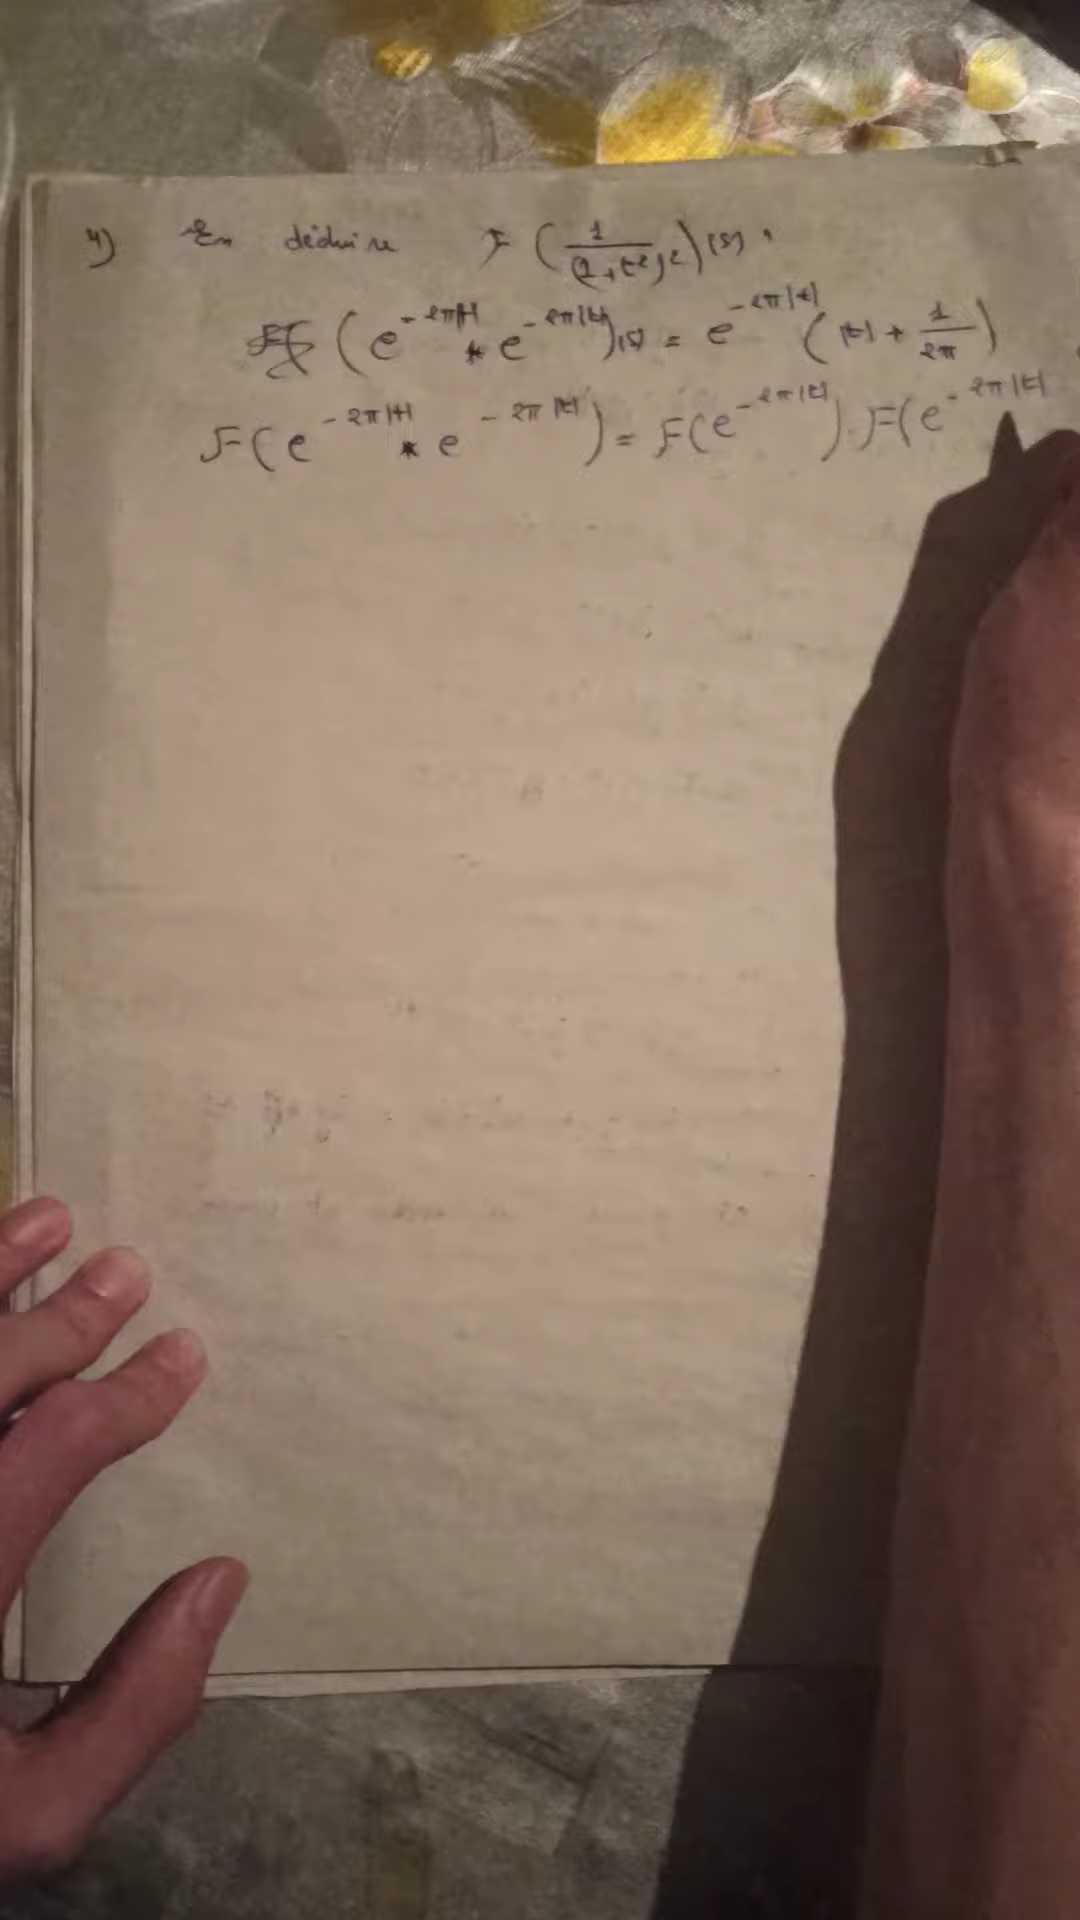 4) En déduire F(1/(1+t²)²)(s).
(e^{-2π|t|} * e^{-2π|t|})(s) = e^{-2π|t|}(|t| + 1/2π)
F(e^{-2π|t|} * e^{-2π|t|}) = F(e^{-2π|t|}).F(e^{-2π|t|}